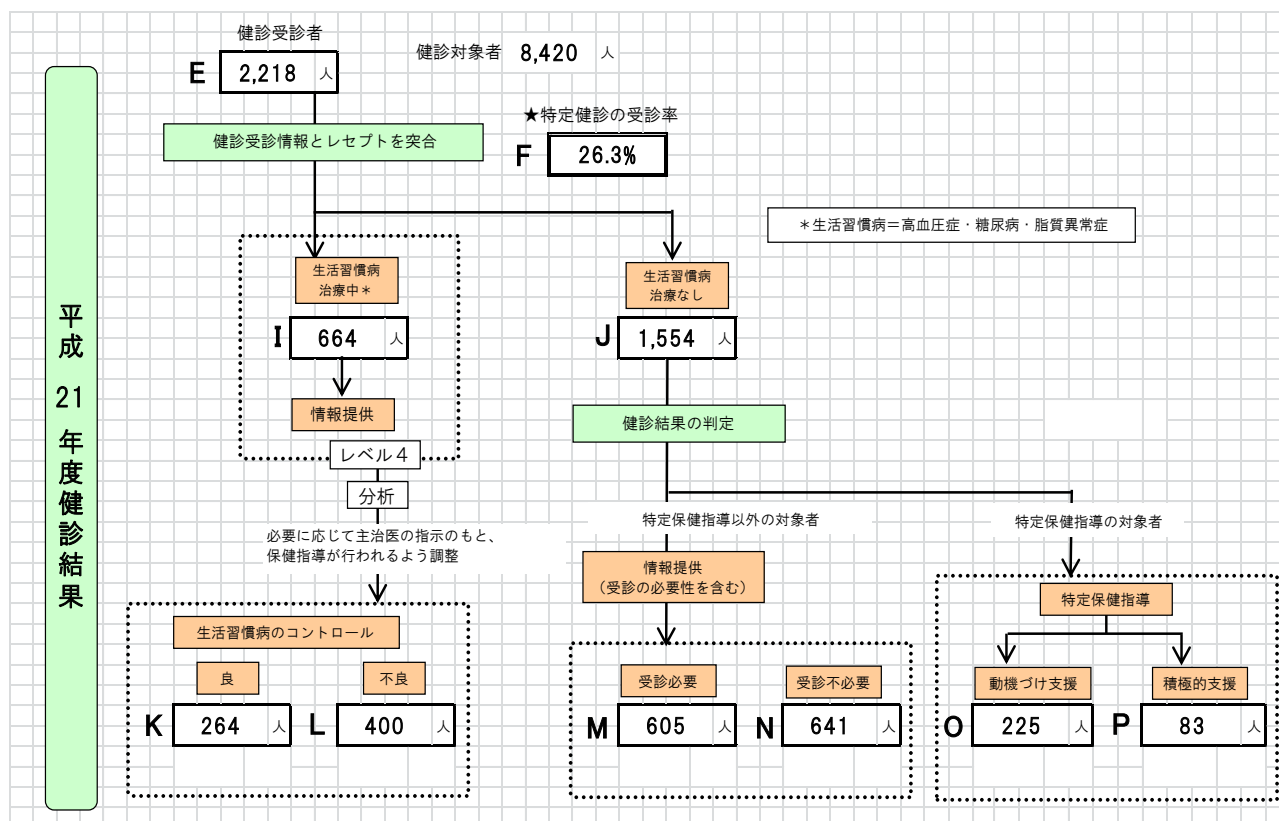 健診受診者
健診対象者 8,420 人
E 2,218 人
★特定健診の受診率
健診受診情報とレセプトを突合
F 26.3%
*生活習慣病=高血圧症・糖尿病・脂質異常症
生活習慣病
治療中*
生活習慣病
治療なし
I 664 人
J 1,554 人
情報提供
健診結果の判定
レベル4
分析
必要に応じて主治医の指示のもと、
保健指導が行われるよう調整
特定保健指導以外の対象者
特定保健指導の対象者
情報提供
(受診の必要性を含む)
特定保健指導
生活習慣病のコントロール
良
不良
受診必要
受診不必要
動機づけ支援
積極的支援
K 264 人
L 400 人
M 605 人
N 641 人
O 225 人
P 83 人
平成 21 年度健診結果